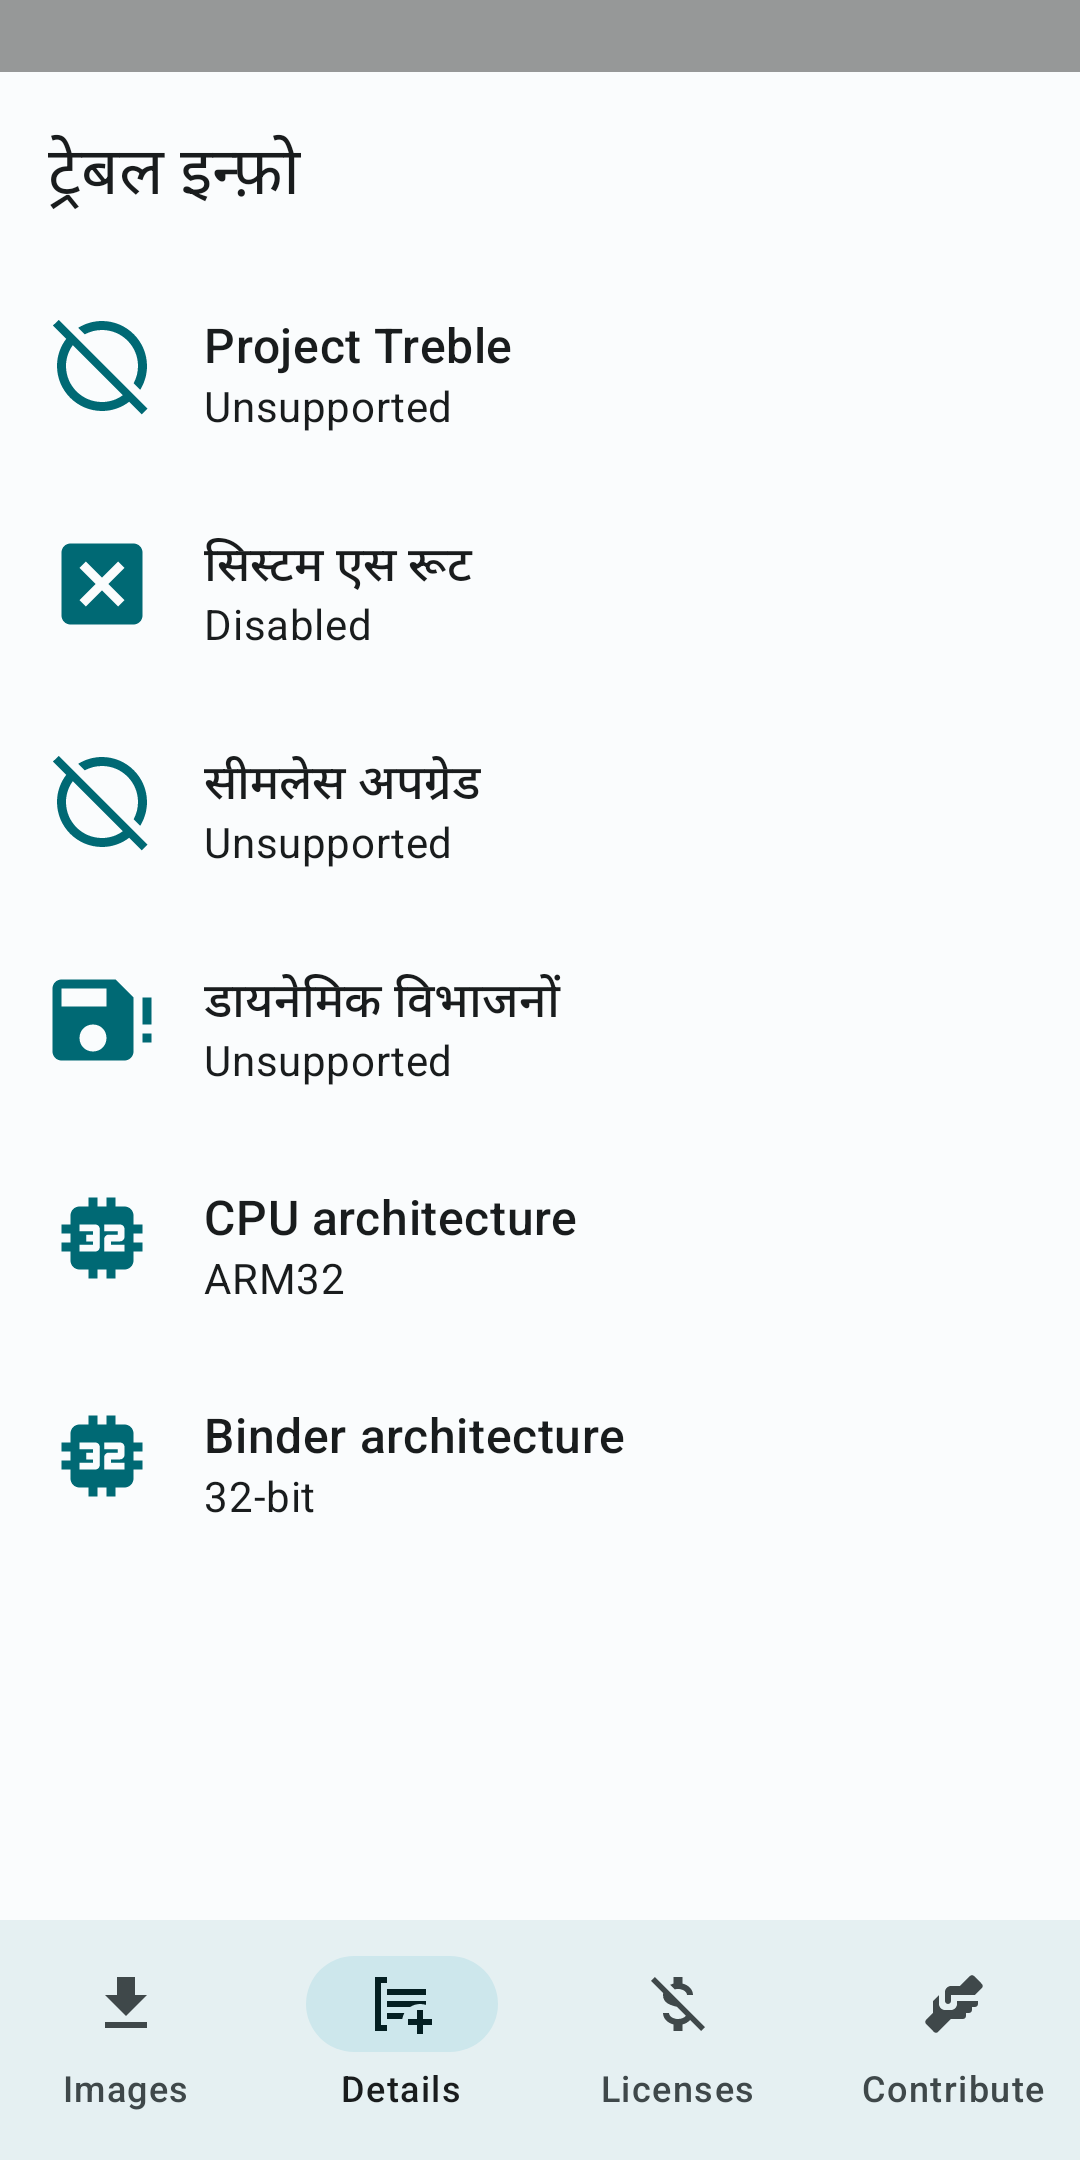 ट्रेबल इन्फ़ो
Project Treble
Unsupported
सिस्टम एस रूट
Disabled
सीमलेस अपग्रेड
Unsupported
डायनेमिक विभाजनों
Unsupported
32
CPU architecture
ARM32
32
Binder architecture
32-bit
Images
Details
Licenses
Contribute